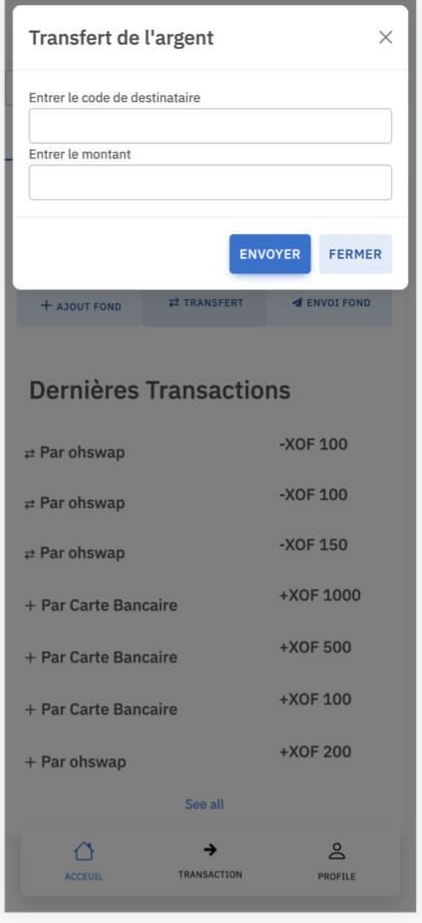 Transfert de l'argent
Entrer le code de destinataire
Entrer le montant
ENVOYER FERMER
+ AJOUT FOND TRANSFERT ENVOI FOND
Dernières Transactions
Par ohswap -XOF 100
Par ohswap -XOF 100
Par ohswap -XOF 150
+ Par Carte Bancaire +XOF 1000
+ Par Carte Bancaire +XOF 500
+ Par Carte Bancaire +XOF 100
+ Par ohswap +XOF 200
See all
ACCEUIL TRANSACTION PROFILE